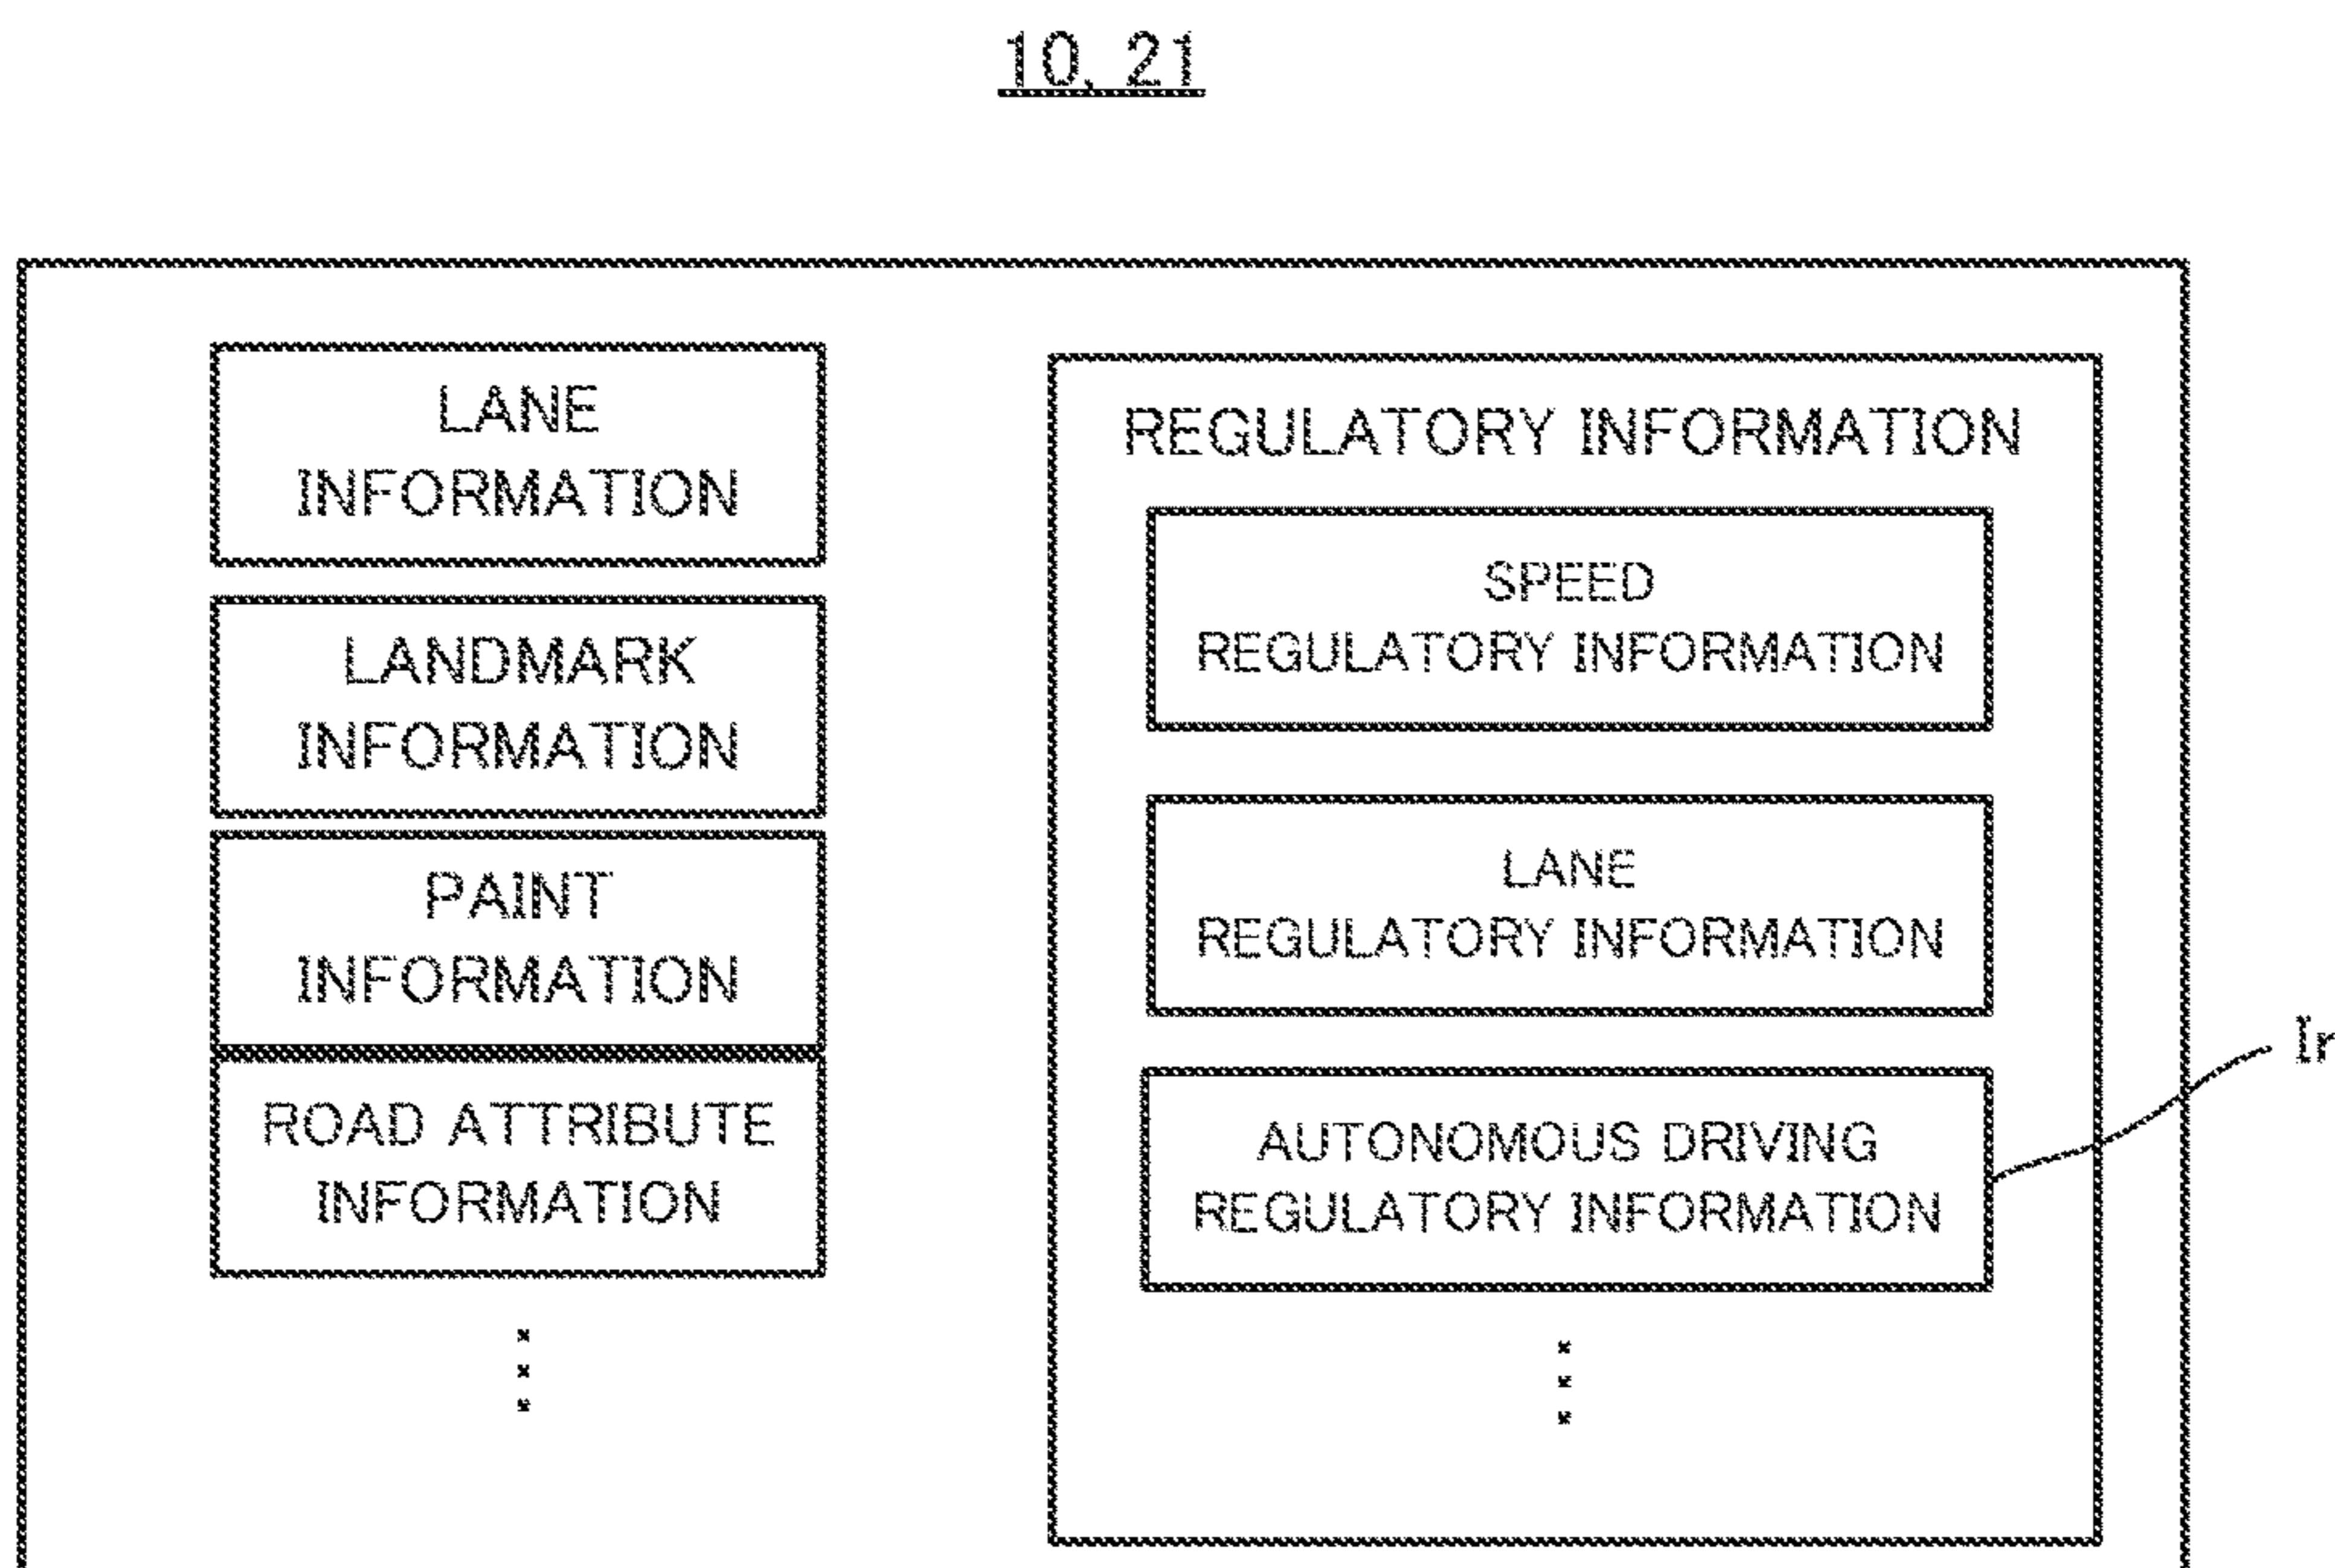 10, 21
LANE
INFORMATION
LANDMARK
INFORMATION
PAINT
INFORMATION
ROAD ATTRIBUTE
INFORMATION
REGULATORY INFORMATION
SPEED
REGULATORY INFORMATION
LANE
REGULATORY INFORMATION
AUTONOMOUS DRIVING
REGULATORY INFORMATION
Ir